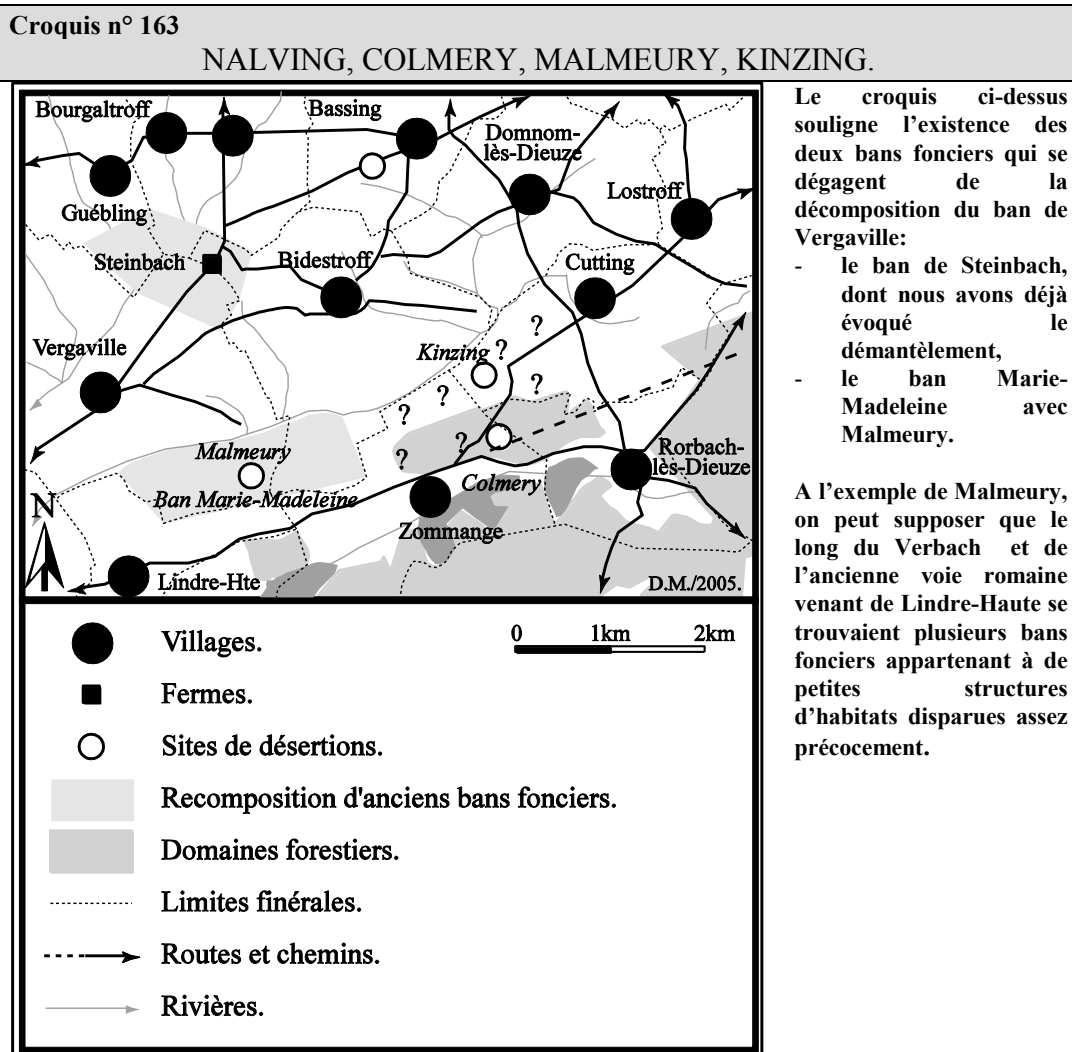 Croquis n° 163
NALVING, COLMERY, MALMEURY, KINZING.
Bourgaltroff
Bassing
Domnom-
lès-Dieuze
Lostroff
Guébling
Steinbach
Bidestroff
Cutting
?
Vergaville
Kinzing
?
?
?
?
Malmeury
?
?
Rorbach-
lès-Dieuze
Colmery
Ban Marie-Madeleine
N
Zommange
Lindre-Hte
D.M./2005.
Villages.
0 1km 2km
Fermes.
Sites de désertions.
Recomposition d'anciens bans fonciers.
Domaines forestiers.
Limites finérales.
Routes et chemins.
Rivières.
Le croquis ci-dessus
souligne l’existence des
deux bans fonciers qui se
dégagent de la
décomposition du ban de
Vergaville:
- le ban de Steinbach,
dont nous avons déjà
évoqué le
démantèlement,
- le ban Marie-
Madeleine avec
Malmeury.
A l’exemple de Malmeury,
on peut supposer que le
long du Verbach et de
l’ancienne voie romaine
venant de Lindre-Haute se
trouvaient plusieurs bans
fonciers appartenant à de
petites structures
d’habitats disparues assez
précocement.